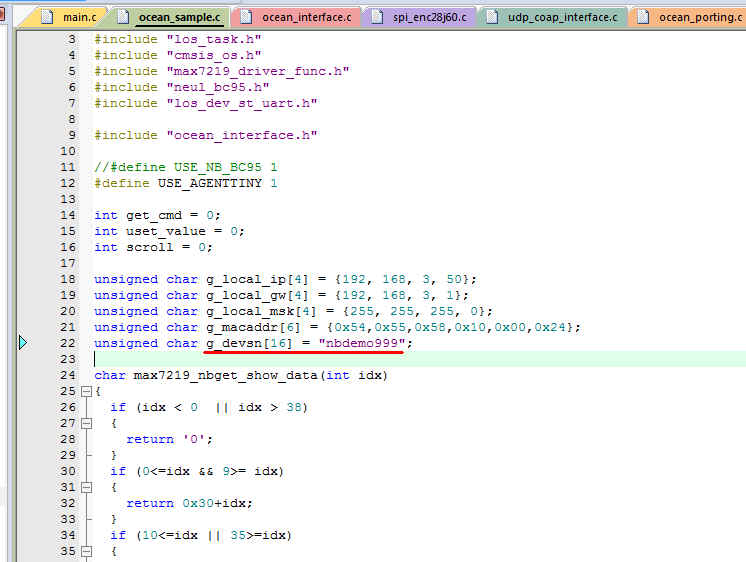 main.c ocean_sample.c ocean_interface.c spi_enc28j60.c udp_coap_interface.c ocean_porting.c
3 #include "los_task.h"
4 #include "cmsis_os.h"
5 #include "max7219_driver_func.h"
6 #include "neul_bc95.h"
7 #include "los_dev_st_uart.h"
8
9 #include "ocean_interface.h"
10
11 //#define USE_NB_BC95 1
12 #define USE_AGENTTINY 1
13
14 int get_cmd = 0;
15 int uset_value = 0;
16 int scroll = 0;
17
18 unsigned char g_local_ip[4] = {192, 168, 3, 50};
19 unsigned char g_local_gw[4] = {192, 168, 3, 1};
20 unsigned char g_local_msk[4] = {255, 255, 255, 0};
21 unsigned char g_macaddr[6] = {0x54,0x55,0x58,0x10,0x00,0x24};
22 unsigned char g_devsn[16] = "nbdemo999";
23
24 char max7219_nbget_show_data(int idx)
25 {
26 if (idx < 0 || idx > 38)
27 {
28 return '0';
29 }
30 if (0<=idx && 9>= idx)
31 {
32 return 0x30+idx;
33 }
34 if (10<=idx || 35>=idx)
35 {